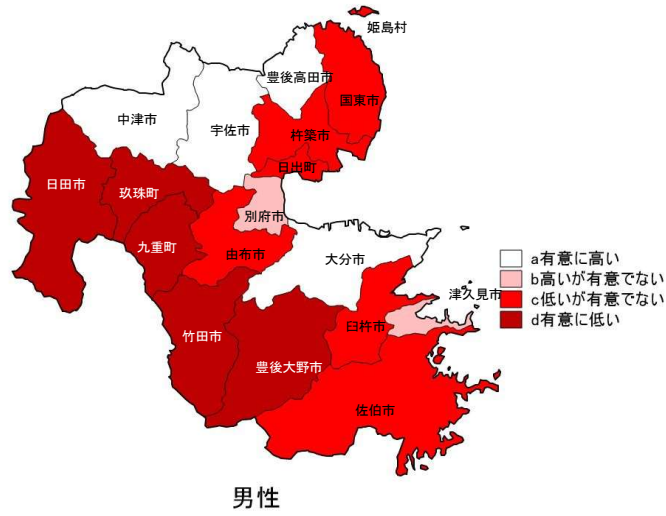 姫島村
豊後高田市
国東市
中津市
宇佐市
杵築市
日出町
日田市
玖珠町
別府市
九重町
由布市
大分市
a有意に高い
b高いが有意でない
c低いが有意でない
d有意に低い
津久見市
臼杵市
竹田市
豊後大野市
佐伯市
男性